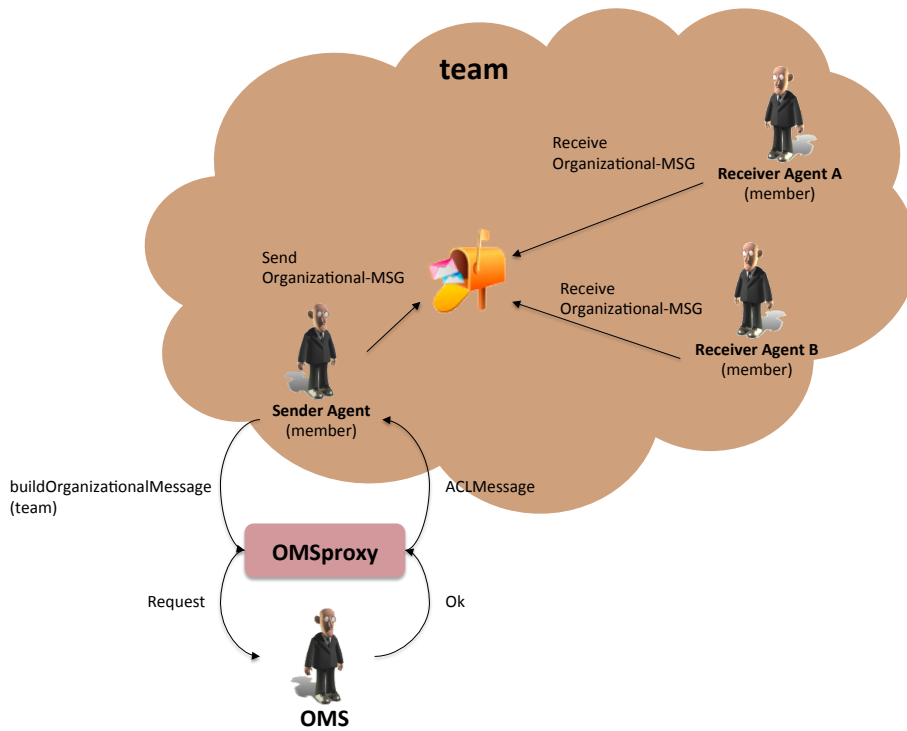 team
Receive
Organizational-MSG
Receiver Agent A
(member)
Send
Organizational-MSG
Receive
Organizational-MSG
Receiver Agent B
(member)
Sender Agent
(member)
buildOrganizationalMessage
(team)
ACLMessage
OMSproxy
Request
Ok
OMS